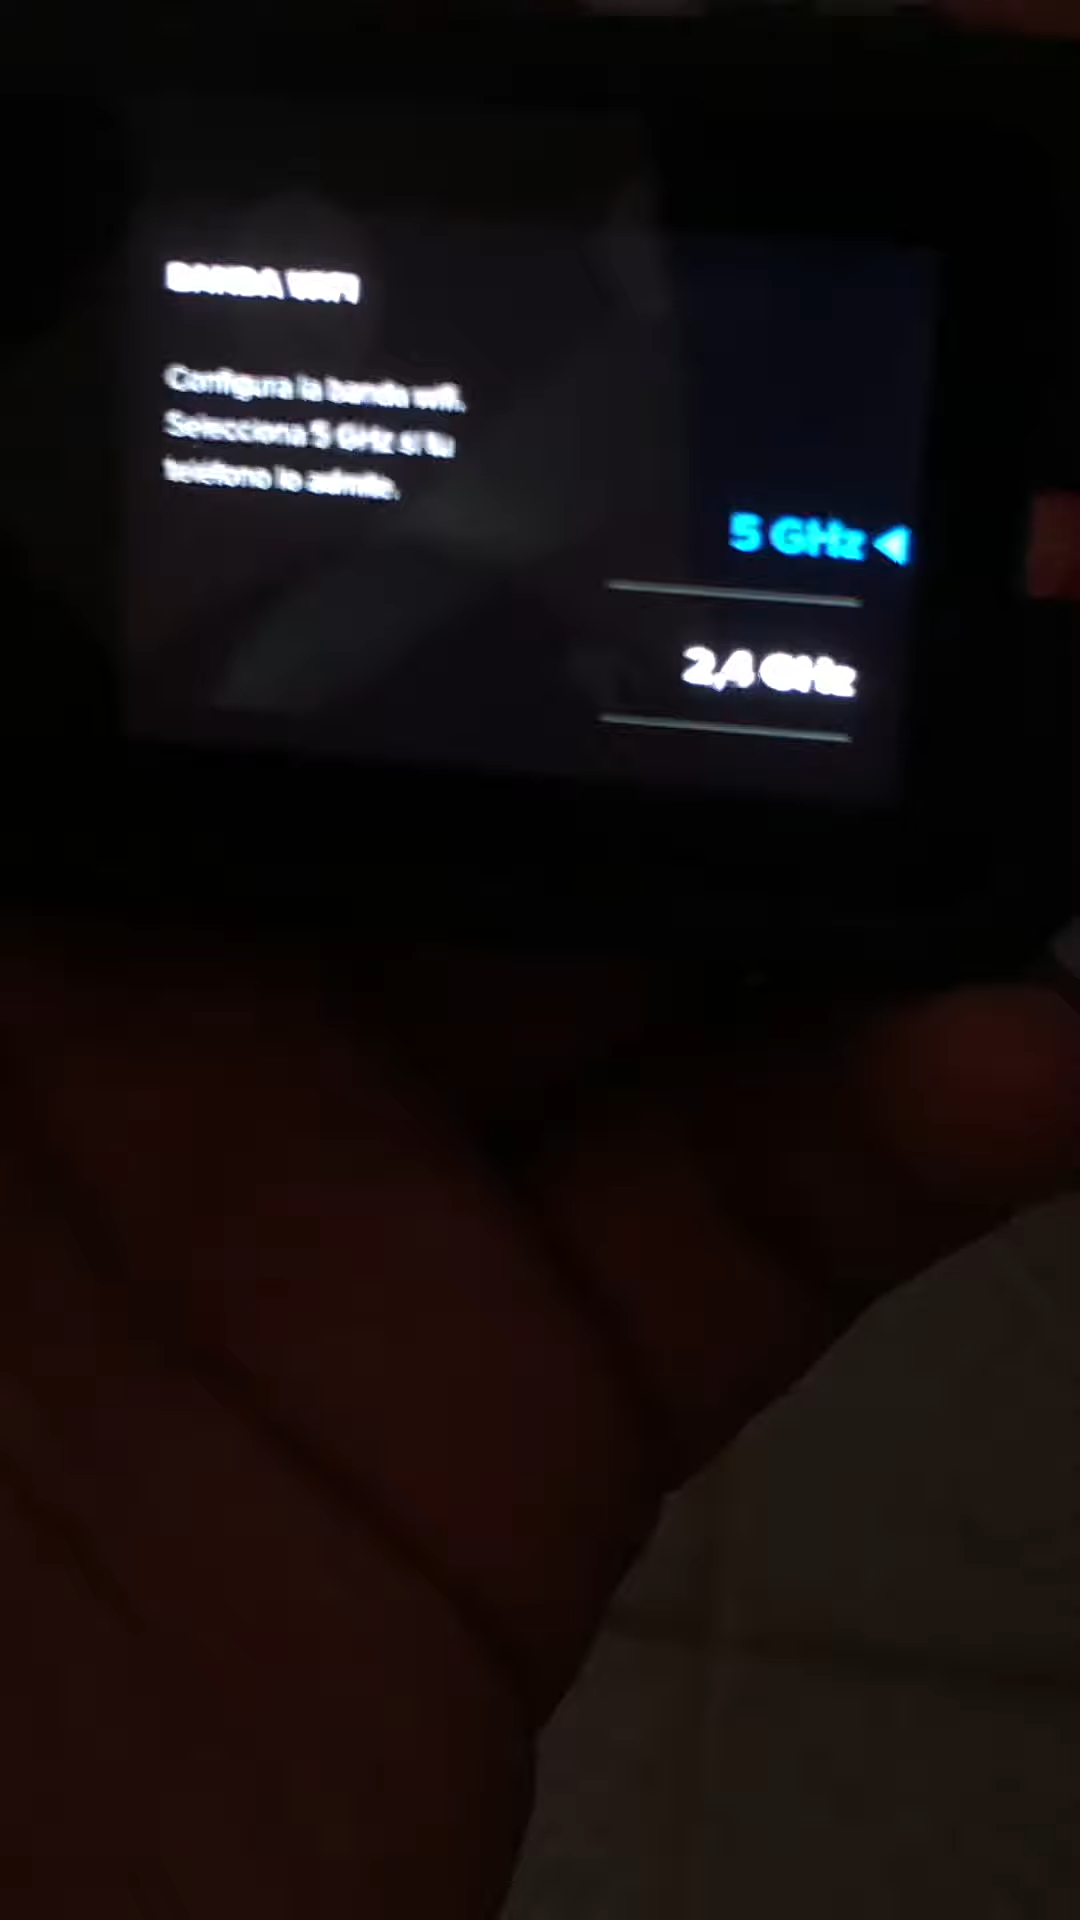 BANDA WIFI
Configura la banda wifi.
Selecciona 5 GHz si tu
teléfono lo admite.
5 GHz
2,4 GHz